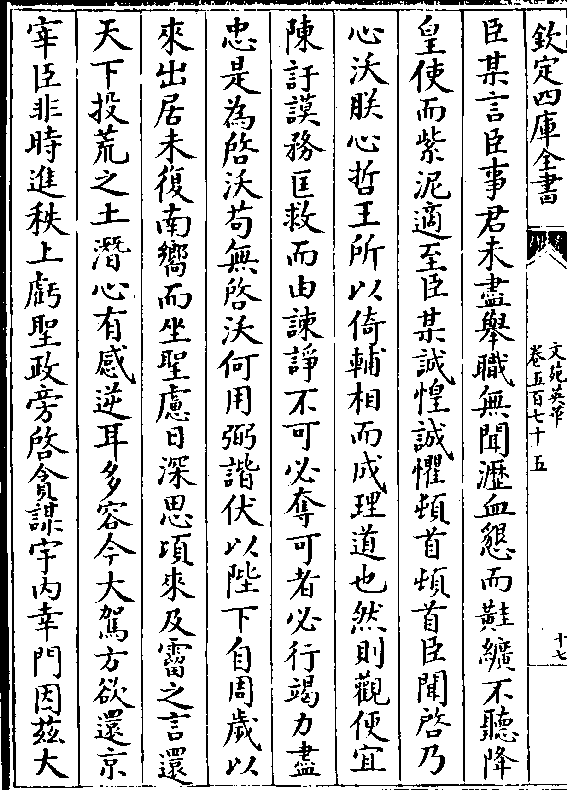 欽定四庫全書
文苑英華
卷五百七十五
十七
臣某言臣事君未盡舉職無聞瀝血懇而黈纊不聽降
皇使而紫泥適至臣某誠惶誠懼頓首頓首臣聞啓乃
心沃朕心哲王所以倚輔相而成理道也然則觀便宜
陳訏謨務匡救而由諫諍不可必奪可者必行竭力盡
忠是為啓沃苟無啓沃何用弼諧伏以陛下自周歲以
來出居未復南嚮而坐聖慮日深思項來及霤之言還
天下投荒之土潛心有感逆耳多容今大駕方欲還京
宰臣非時進秩上虧聖政旁啓貪謀宇内幸門因兹大